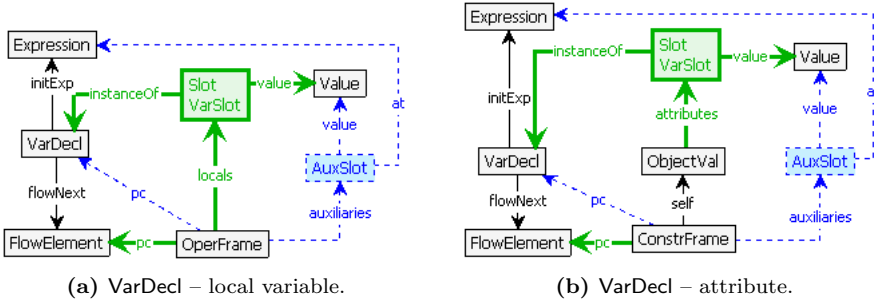 Expression
Slot
VarSlot
value
Value
instanceOf
initExp
at
value
VarDecl
AuxSlot
locals
flowNext
pc
auxiliaries
FlowElement
pc
OperFrame
(a) VarDecl – local variable.
Expression
Slot
VarSlot
value
Value
instanceOf
initExp
attributes
value
VarDecl
ObjectVal
AuxSlot
flowNext
pc
self
auxiliaries
FlowElement
pc
ConstrFrame
(b) VarDecl – attribute.